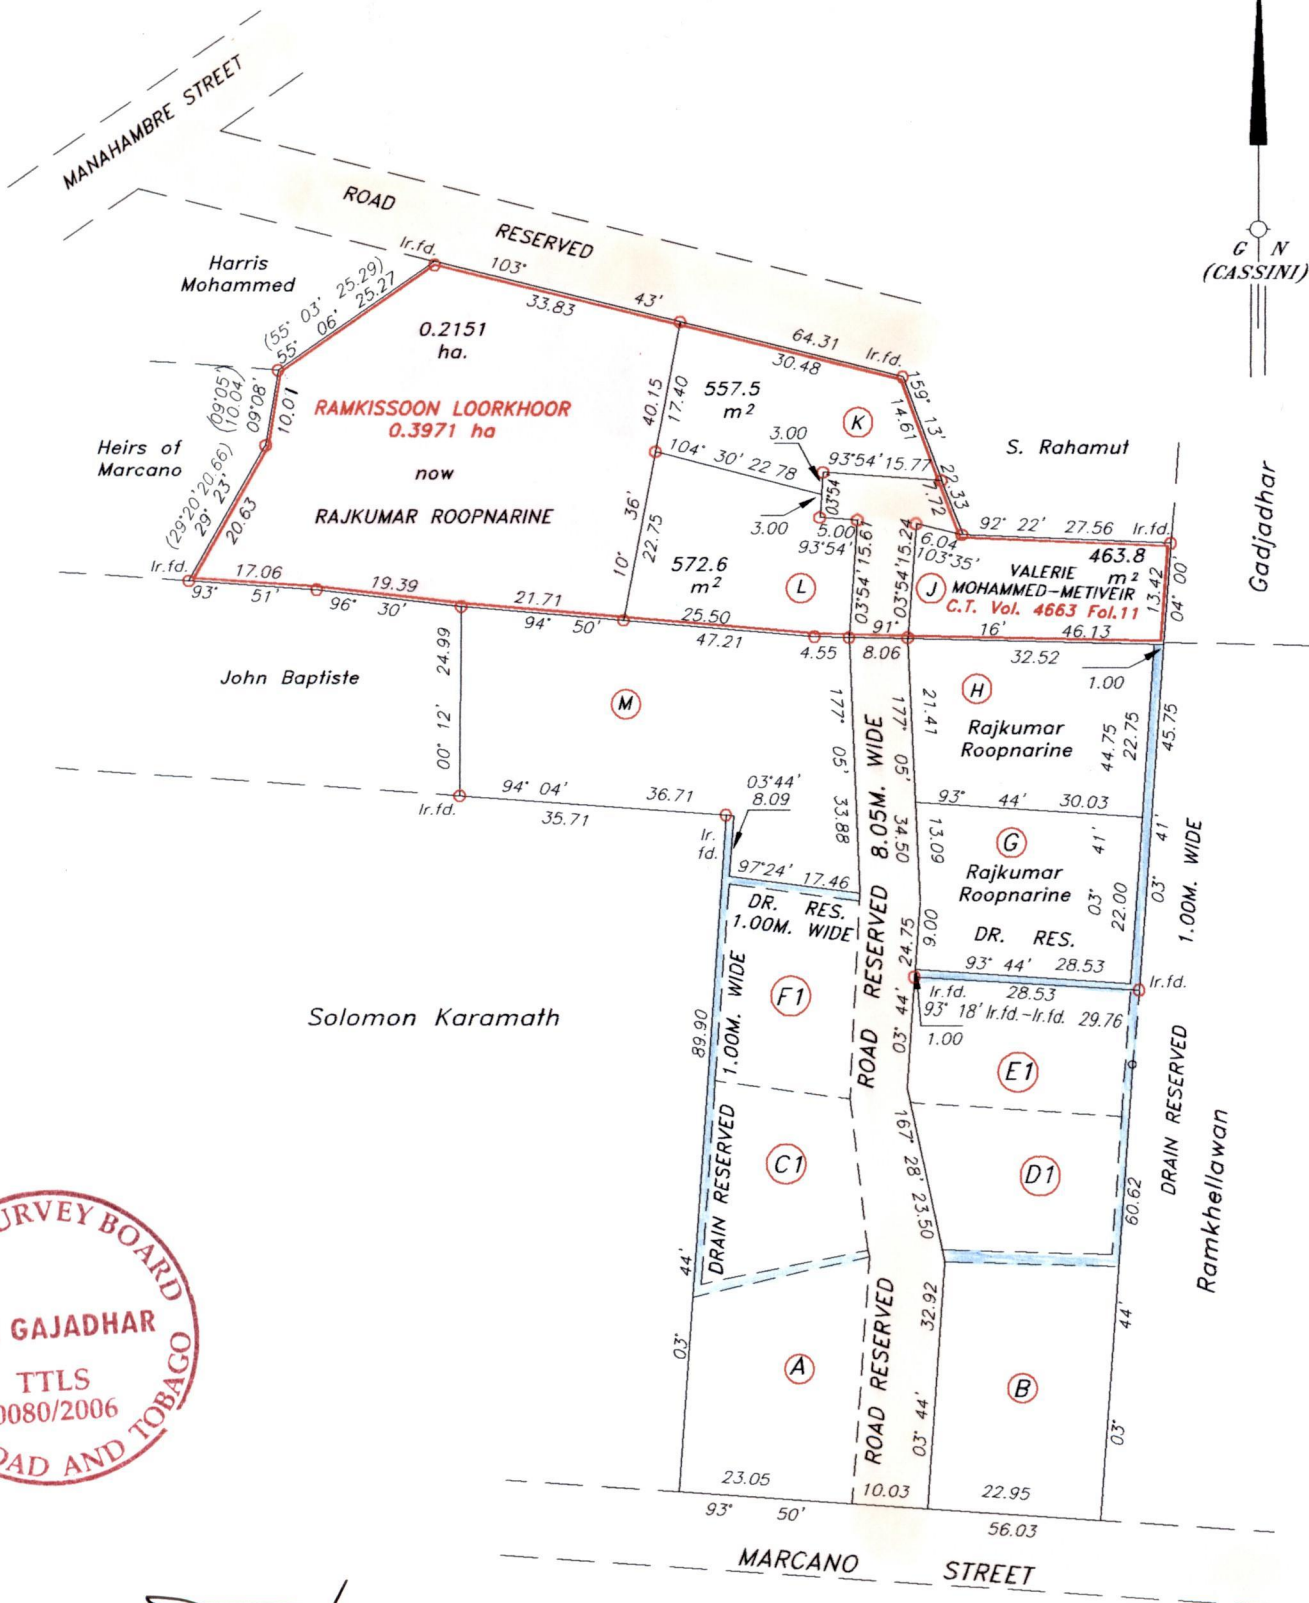 MANAHAMBRE STREET
ROAD RESERVED
G N
(CASSINI)
Ir.fd.
103° 43'
33.83
Harris
Mohammed
(55° 03' 25.29)
55° 06' 25.27
0.2151
ha.
64.31
30.48
Ir.fd.
557.5
m²
K
159° 13'
14.61
22.33
7.72
(09°05')
(10.04)
09°08'
10.01
RAMKISSOON LOORKHOOR
0.3971 ha
now
RAJKUMAR ROOPNARINE
40.15
17.40
3.00
93°54' 15.77
104° 30' 22 78
03°54'
S. Rahamut
Gadjadhar
Heirs of
Marcano
(29°20' 20.66)
29° 23'
20.63
10° 36'
22.75
3.00
5.00
93°54'
03°54' 15.61
03°54' 15.24
6.04
103°35'
92° 22' 27.56 Ir.fd.
463.8
m²
VALERIE
MOHAMMED-METIVEIR
C.T. Vol. 4663 Fol.11
J
13.42
04° 00'
Ir.fd.
17.06
93° 51'
19.39
96° 30'
21.71
94° 50'
572.6
m²
L
25.50
47.21
4.55
8.06
91° 16' 46.13
32.52
1.00
John Baptiste
24.99
00° 12'
M
177° 05' 33.88
ROAD RESERVED 8.05M. WIDE
177° 05' 34.50
21.41
H
Rajkumar
Roopnarine
44.75
22.75
45.75
Ir.fd.
94° 04' 36.71
35.71
03°44'
8.09
Ir.
fd.
93° 44' 30.03
13.09
G
Rajkumar
Roopnarine
03° 41'
22.00
03° 41'
1.00M. WIDE
97°24' 17.46
DR. RES.
1.00M. WIDE
9.00
DR. RES.
93° 44' 28.53
24.75
03° 44'
Ir.fd.
28.53
Ir.fd.
93° 18' Ir.fd.-Ir.fd. 29.76
1.00
Solomon Karamath
F1
1.00M. WIDE
89.90
E1
DRAIN RESERVED
Ramkhellawan
DRAIN RESERVED
C1
167° 28' 23.50
D1
60.62
03° 44'
A
ROAD RESERVED
32.92
03° 44'
B
03° 44'
23.05
10.03
22.95
93° 50'
56.03
MARCANO STREET
URVEY BOARD
GAJADHAR
TTLS
0080/2006
DAD AND TOBAGO